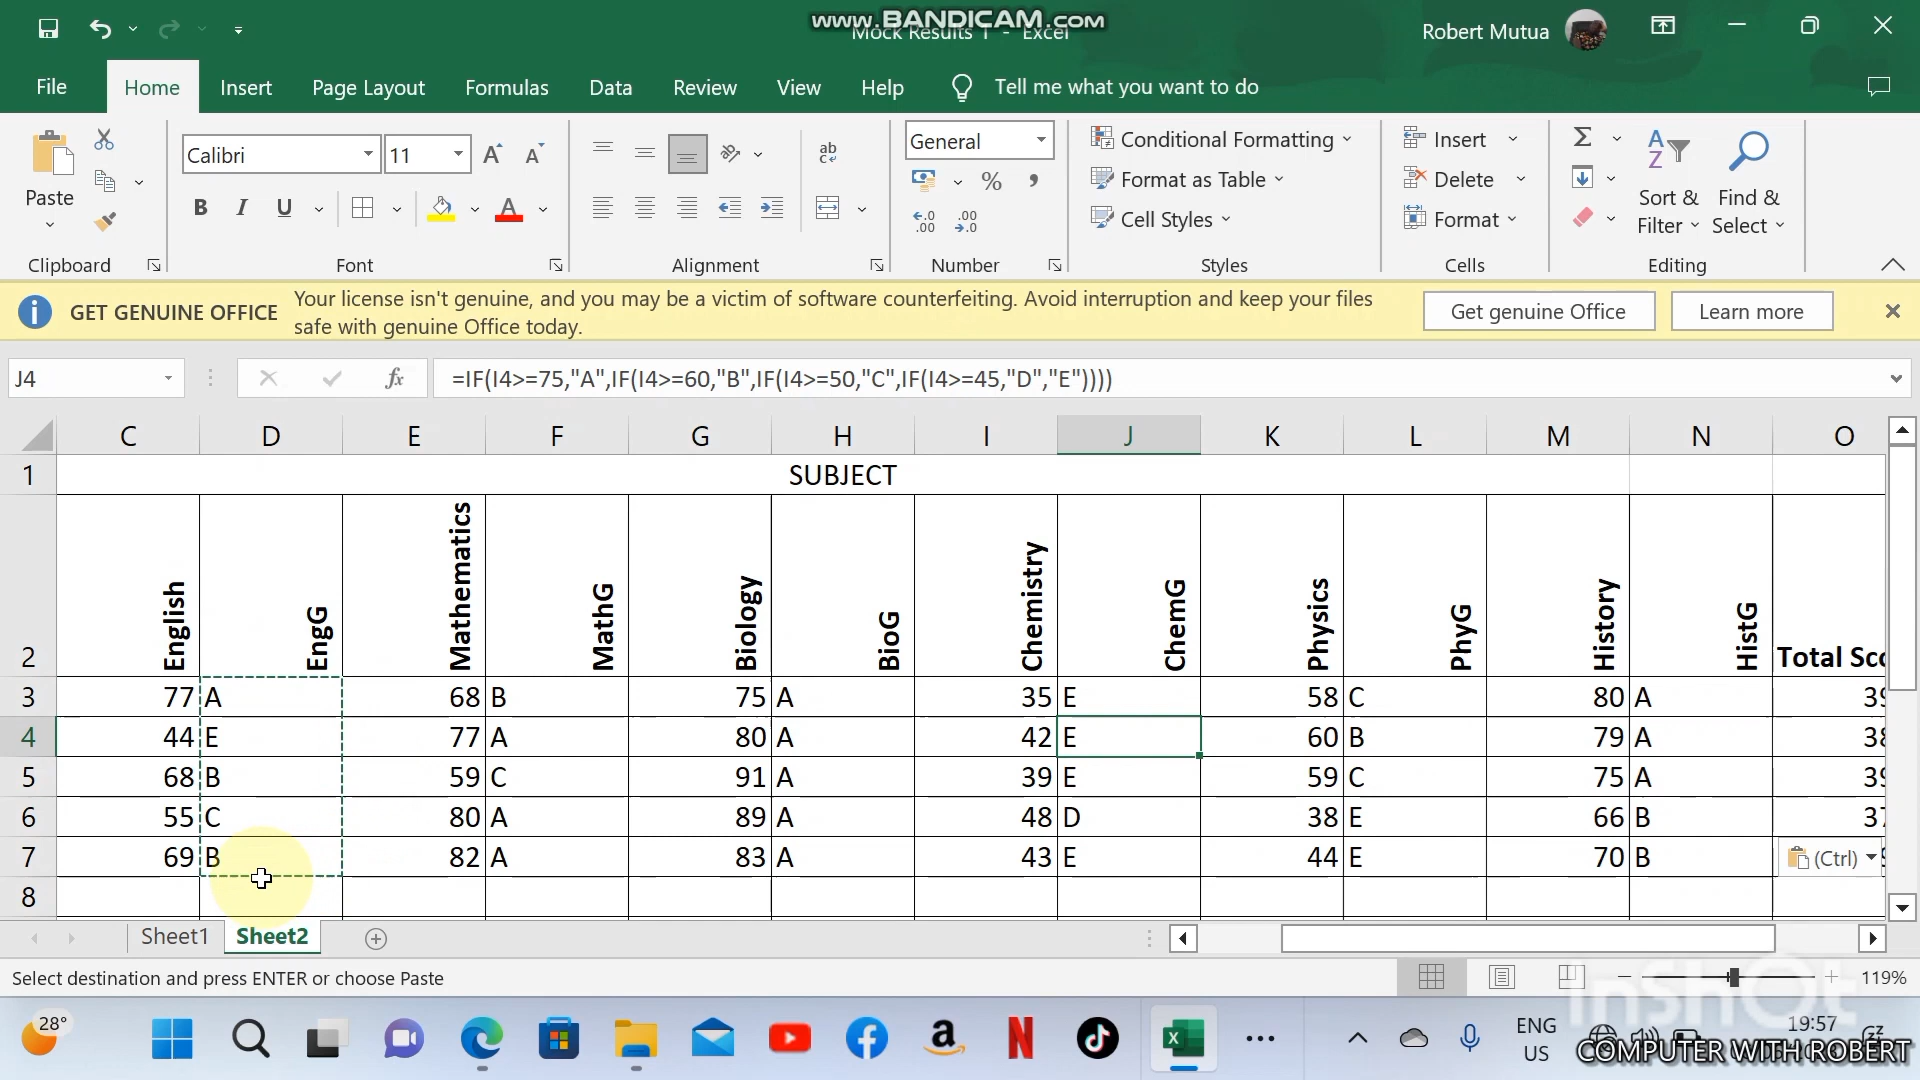 www.BANDICAM.com
Mock Results 1 - Excel
Robert Mutua
File Home Insert Page Layout Formulas Data Review View Help Tell me what you want to do
Paste
Calibri 11
B I U
General
Conditional Formatting
Format as Table
Cell Styles
Insert
Delete
Format
Sort & Filter
Find & Select
Clipboard Font Alignment Number Styles Cells Editing
GET GENUINE OFFICE
Your license isn't genuine, and you may be a victim of software counterfeiting. Avoid interruption and keep your files
safe with genuine Office today.
Get genuine Office
Learn more
J4
fx
=IF(I4>=75,"A",IF(I4>=60,"B",IF(I4>=50,"C",IF(I4>=45,"D","E"))))
C D E F G H I J K L M N O
1 SUBJECT
2 English EngG Mathematics MathG Biology BioG Chemistry ChemG Physics PhyG History HistG Total
3 77 A 68 B 75 A 35 E 58 C 80 A
4 44 E 77 A 80 A 42 E 60 B 79 A
5 68 B 59 C 91 A 39 E 59 C 75 A
6 55 C 80 A 89 A 48 D 38 E 66 B
7 69 B 82 A 83 A 43 E 44 E 70 B (Ctrl)
8
Sheet1 Sheet2
Select destination and press ENTER or choose Paste
119%
InShOt
28°
ENG
US
19:57
COMPUTER WITH ROBERT